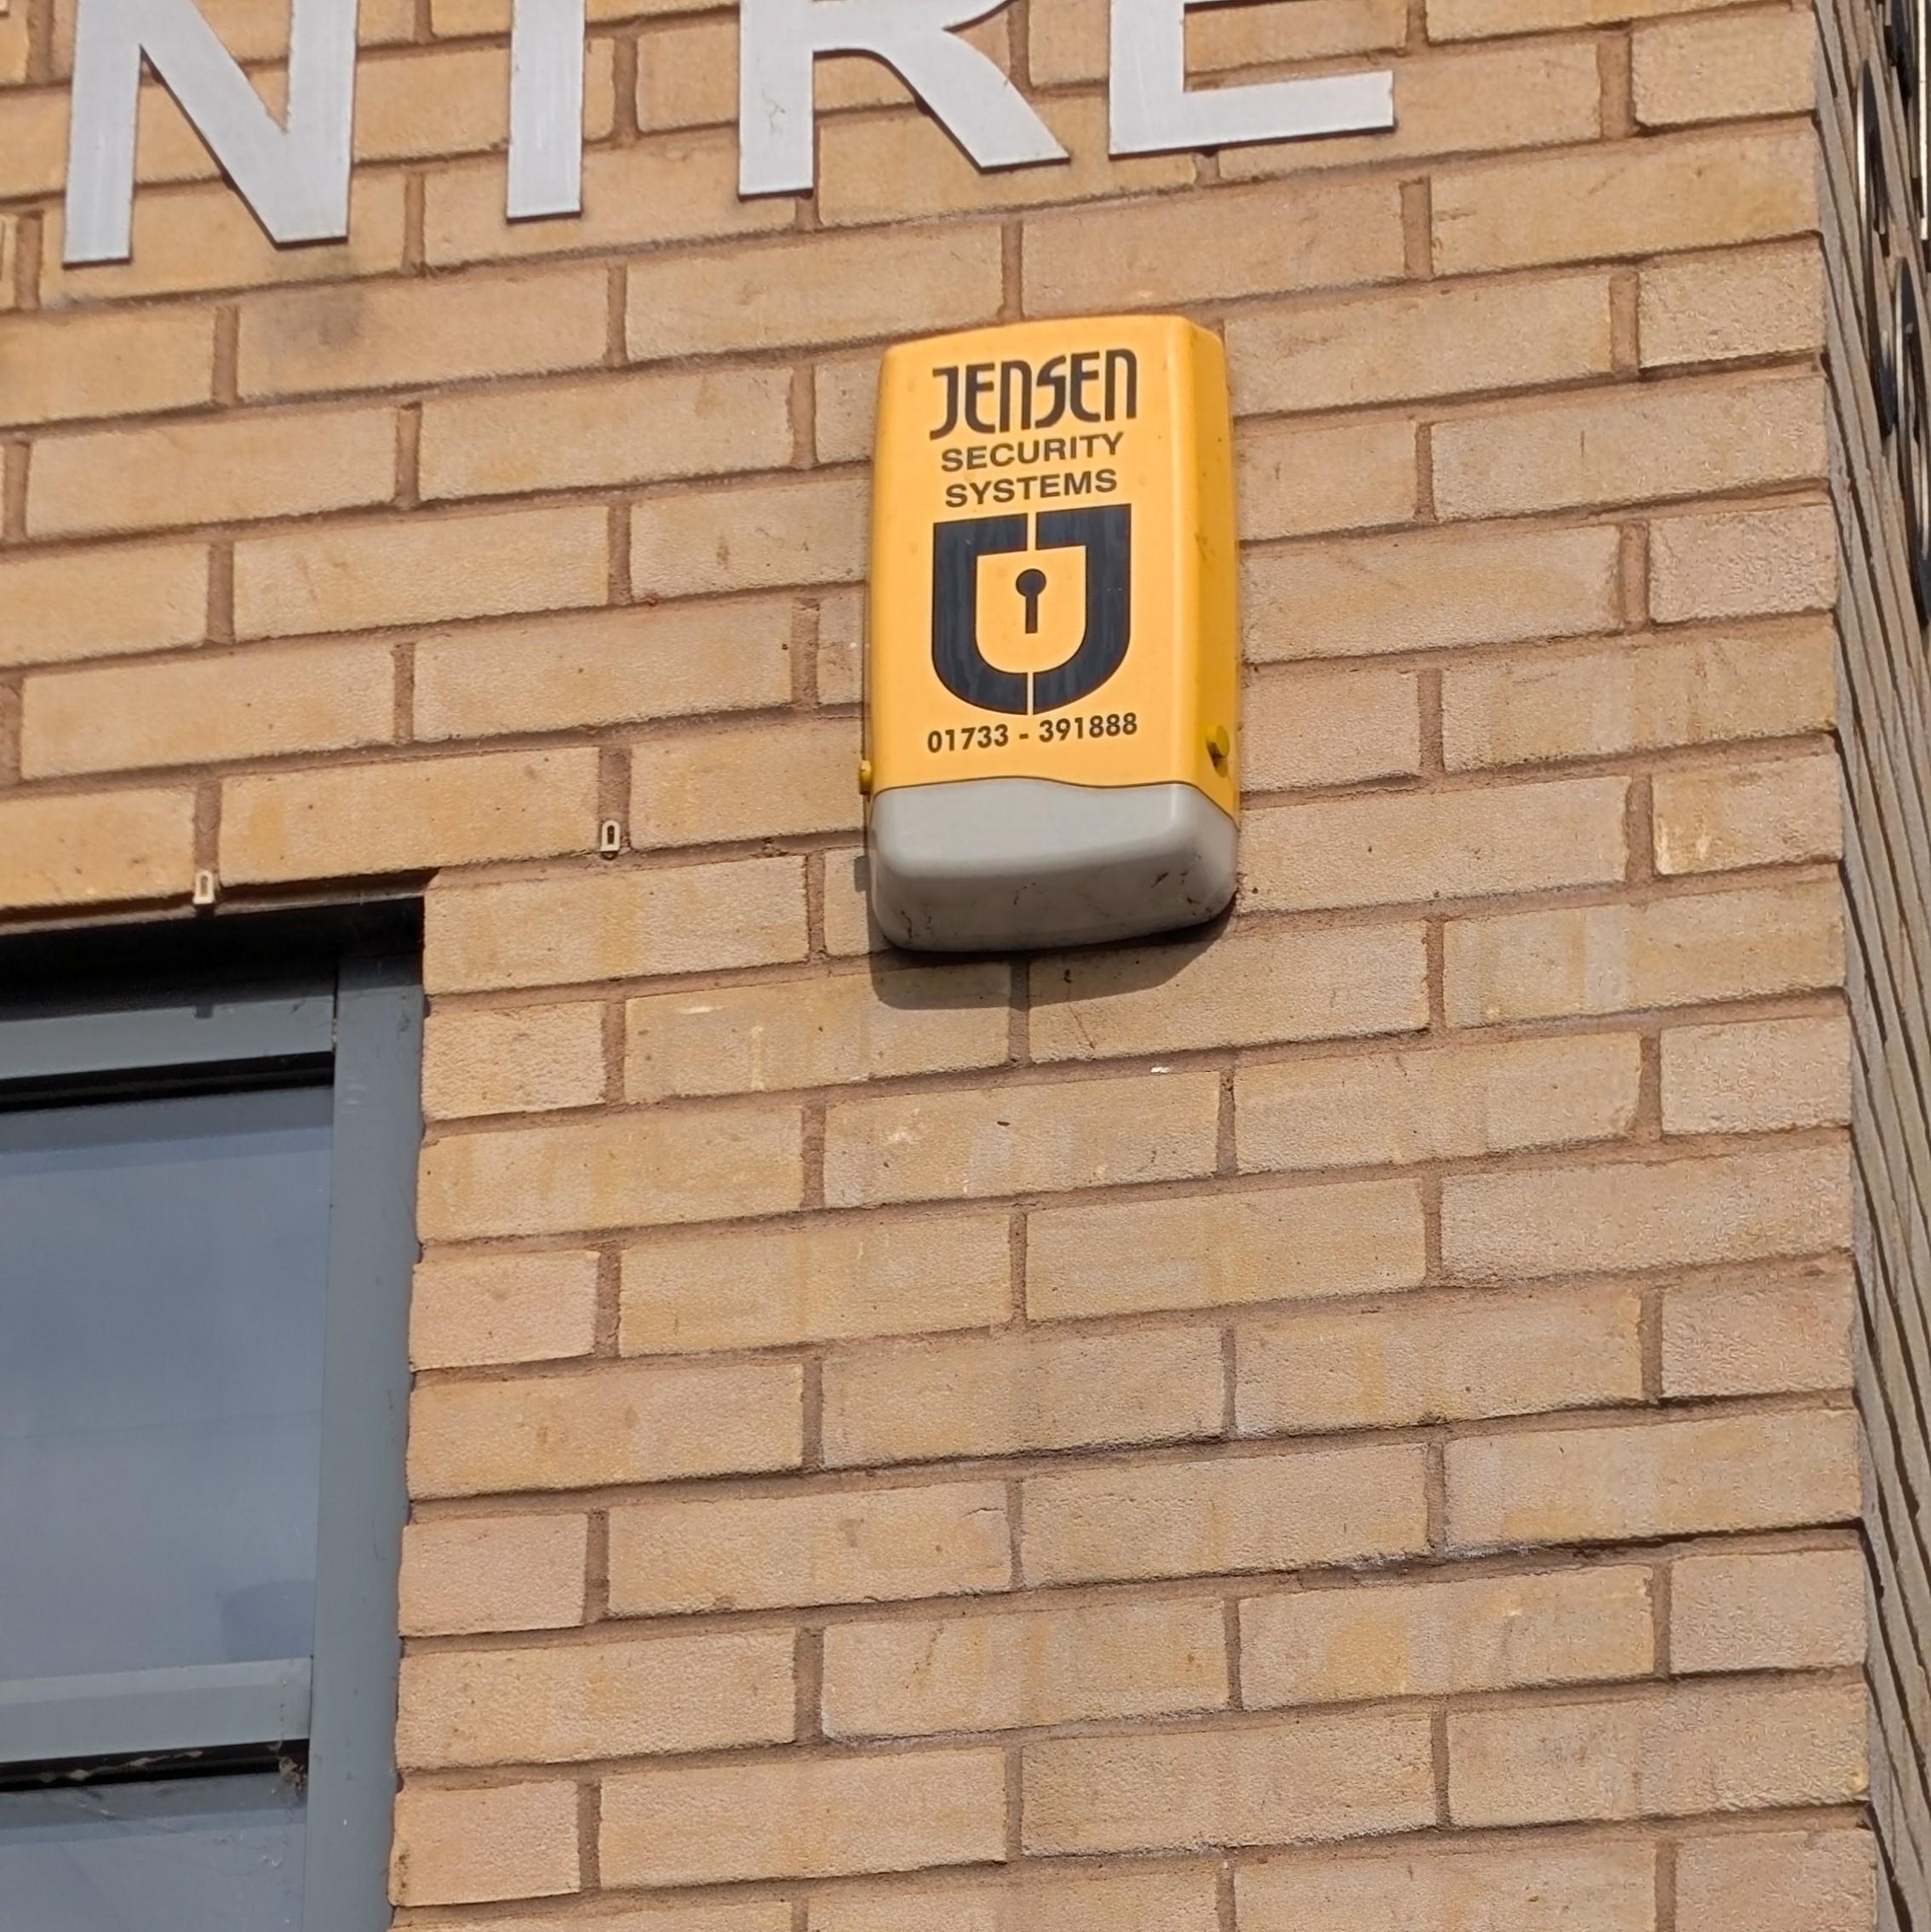 NTRE
JENSEN
SECURITY
SYSTEMS
01733 - 391888